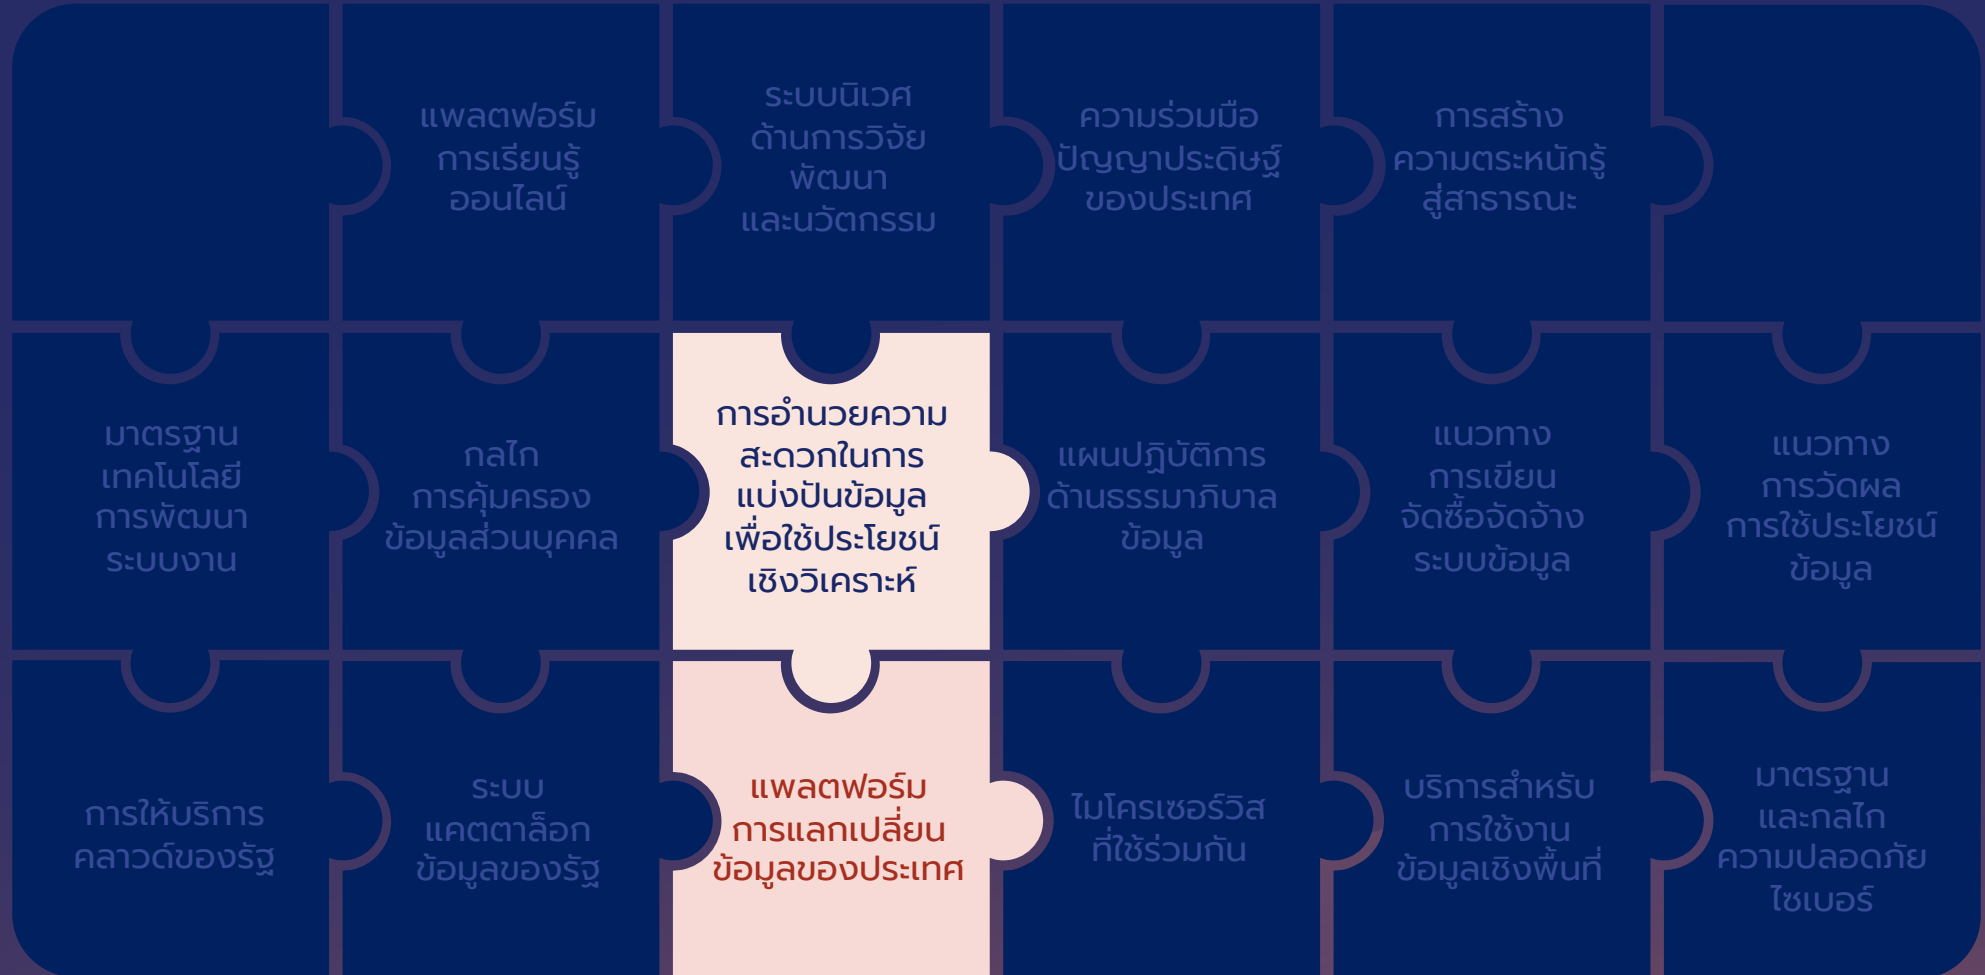 แพลตฟอร์ม
การเรียนรู้
ออนไลน์
ระบบนิเวศ
ด้านการวิจัย
พัฒนา
และนวัตกรรม
ความร่วมมือ
ปัญญาประดิษฐ์
ของประเทศ
การสร้าง
ความตระหนักรู้
สู่สาธารณะ
มาตรฐาน
เทคโนโลยี
การพัฒนา
ระบบงาน
กลไก
การคุ้มครอง
ข้อมูลส่วนบุคคล
การอำนวยความ
สะดวกในการ
แบ่งปันข้อมูล
เพื่อใช้ประโยชน์
เชิงวิเคราะห์
แผนปฏิบัติการ
ด้านธรรมาภิบาล
ข้อมูล
แนวทาง
การเขียน
จัดซื้อจัดจ้าง
ระบบข้อมูล
แนวทาง
การวัดผล
การใช้ประโยชน์
ข้อมูล
การให้บริการ
คลาวด์ของรัฐ
ระบบ
แคตตาล็อก
ข้อมูลของรัฐ
แพลตฟอร์ม
การแลกเปลี่ยน
ข้อมูลของประเทศ
ไมโครเซอร์วิส
ที่ใช้ร่วมกัน
บริการสำหรับ
การใช้งาน
ข้อมูลเชิงพื้นที่
มาตรฐาน
และกลไก
ความปลอดภัย
ไซเบอร์